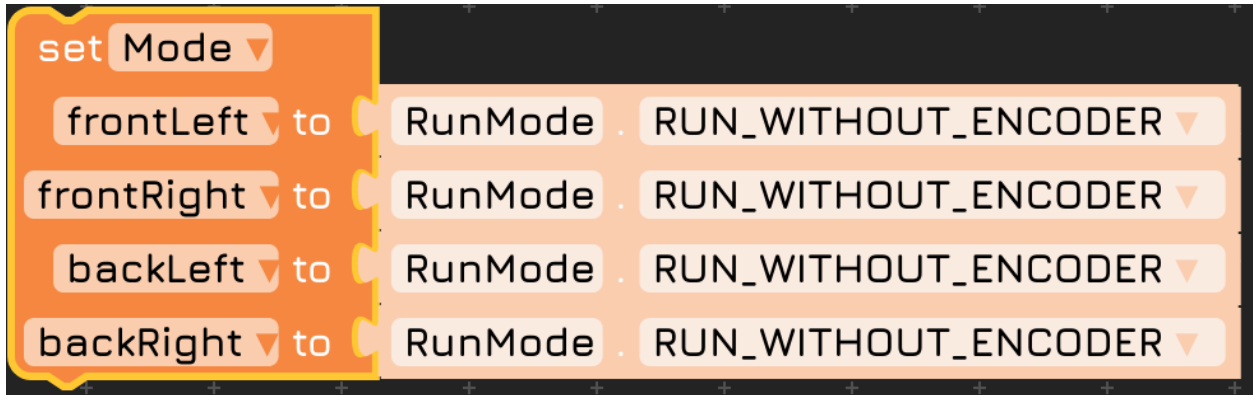 set Mode
frontLeft to RunMode . RUN_WITHOUT_ENCODER
frontRight to RunMode . RUN_WITHOUT_ENCODER
backLeft to RunMode . RUN_WITHOUT_ENCODER
backRight to RunMode . RUN_WITHOUT_ENCODER